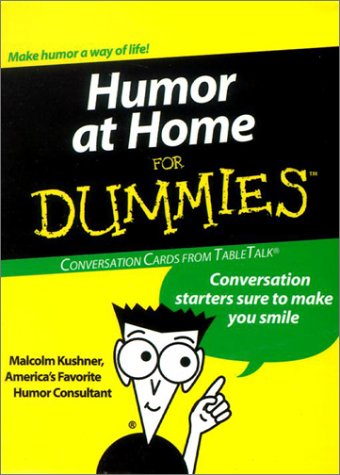 Make humor a way of life!
Humor
at Home
FOR
DUMMIES™
CONVERSATION CARDS FROM TABLETALK®
Conversation
starters sure to make
you smile
Malcolm Kushner,
America's Favorite
Humor Consultant
®